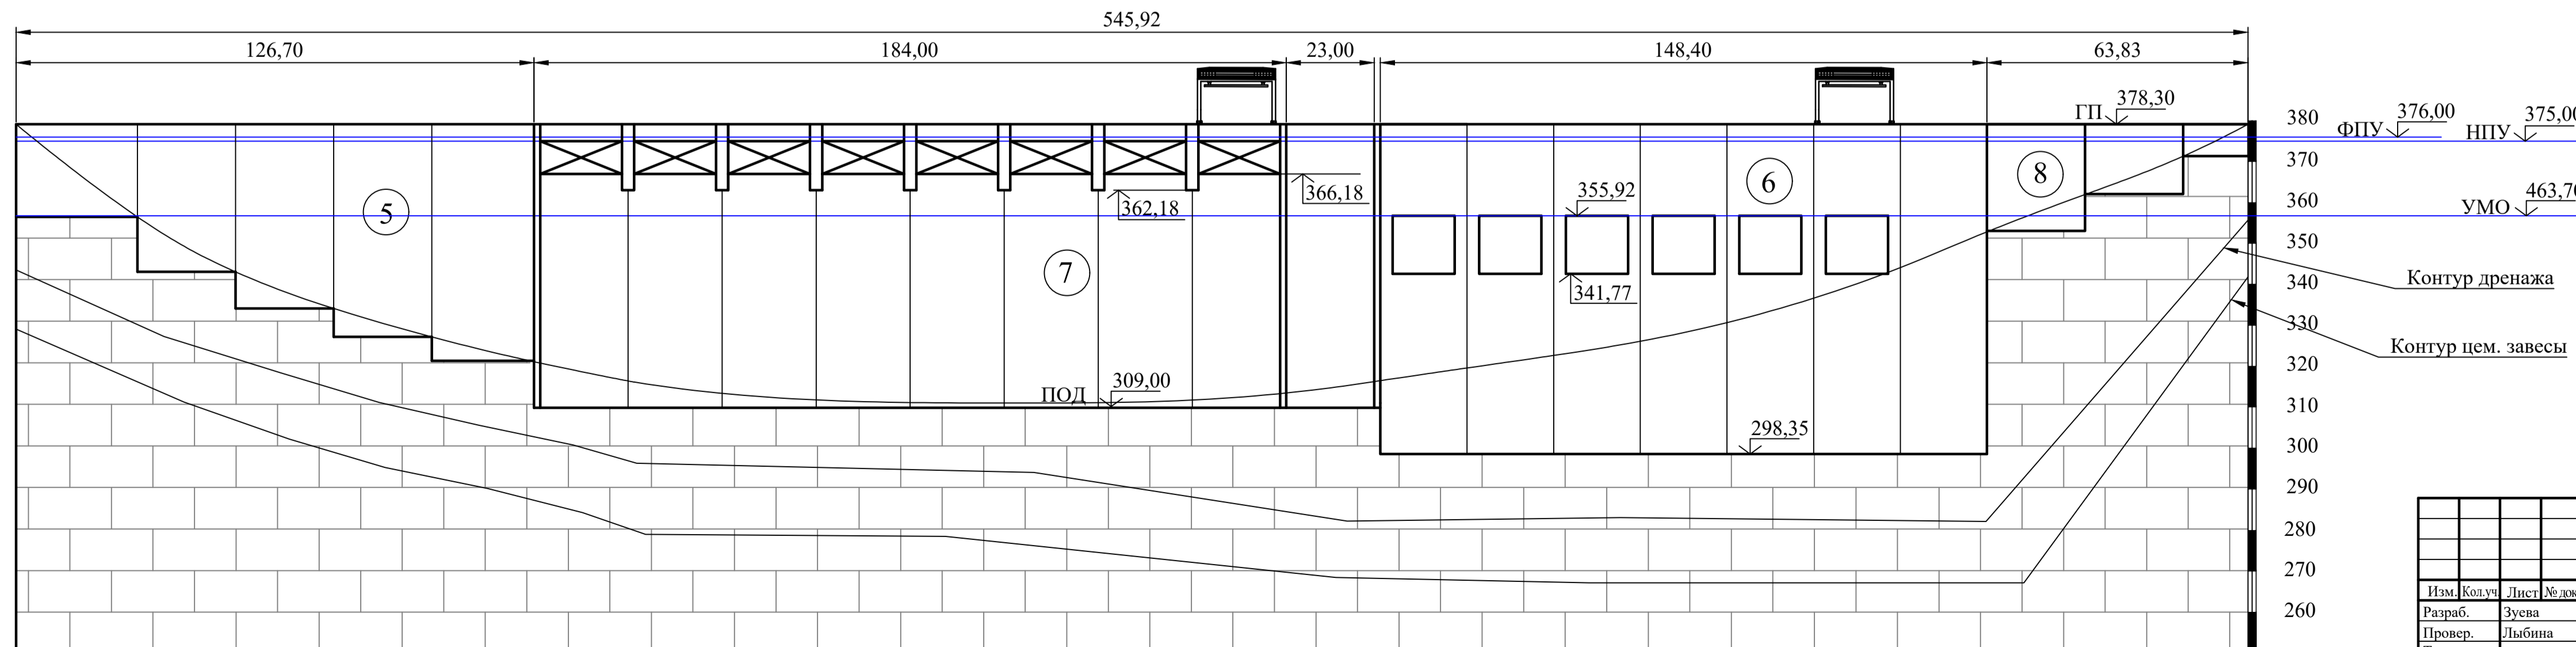 545,92
126,70 184,00 23,00 148,40 63,83
ГП 378,30
380
ФПУ 376,00
НПУ 375,00
370
5
7
6
8
366,18
362,18
355,92
341,77
360
УМО 463,70
350
Контур дренажа
340
330
Контур цем. завесы
320
ПОД 309,00
310
298,35
300
290
280
270
260
Изм. Кол.уч. Лист № док
Разраб. Зуева
Провер. Лыбина